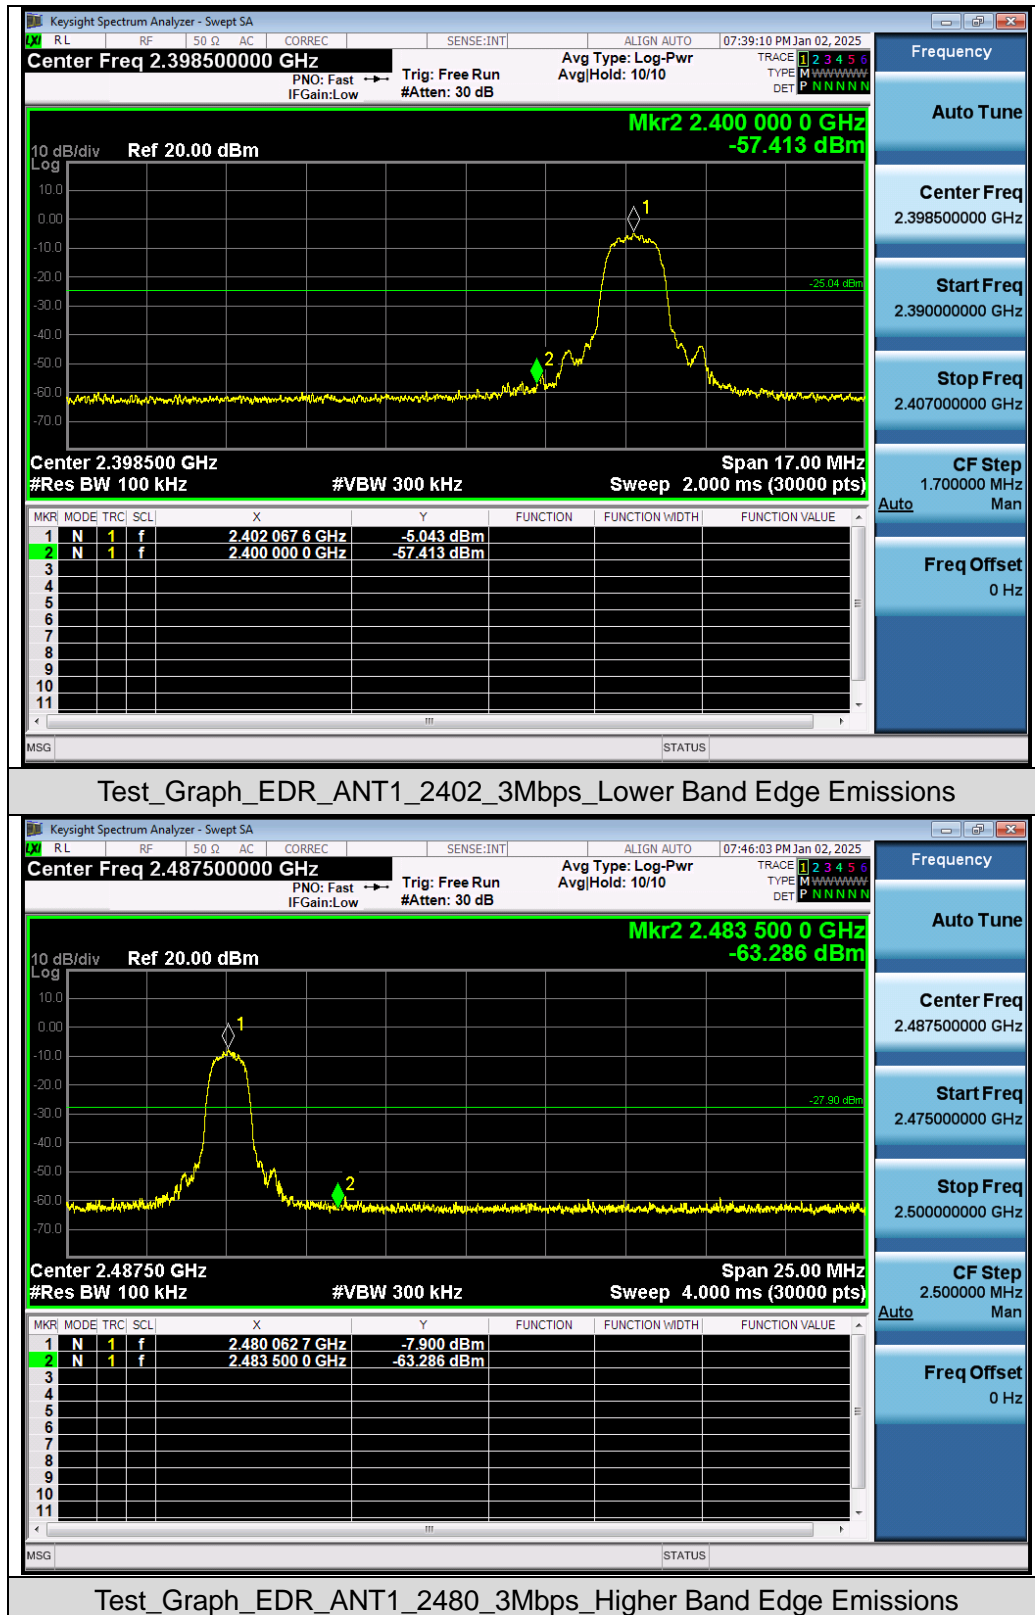 Keysight Spectrum Analyzer - Swept SA
LXI RL RF 50 Ω AC CORREC SENSE:INT ALIGN AUTO 07:39:10 PM Jan 02, 2025
Center Freq 2.398500000 GHz
PNO: Fast
IFGain:Low
Trig: Free Run
#Atten: 30 dB
Avg Type: Log-Pwr
Avg|Hold: 10/10
TRACE 1 2 3 4 5 6
TYPE M W W W W W
DET P N N N N N
Mkr2 2.400 000 0 GHz
-57.413 dBm
10 dB/div Ref 20.00 dBm
Log
10.0
0.00
-10.0
-20.0
-30.0
-40.0
-50.0
-60.0
-70.0
1
2
-25.04 dBm
Center 2.398500 GHz Span 17.00 MHz
#Res BW 100 kHz #VBW 300 kHz Sweep 2.000 ms (30000 pts)
MKR MODE TRC SCL X Y FUNCTION FUNCTION WIDTH FUNCTION VALUE
1 N 1 f 2.402 067 6 GHz -5.043 dBm
2 N 1 f 2.400 000 0 GHz -57.413 dBm
3
4
5
6
7
8
9
10
11
MSG STATUS
Frequency
Auto Tune
Center Freq
2.398500000 GHz
Start Freq
2.390000000 GHz
Stop Freq
2.407000000 GHz
CF Step
1.700000 MHz
Auto Man
Freq Offset
0 Hz
Test_Graph_EDR_ANT1_2402_3Mbps_Lower Band Edge Emissions
Keysight Spectrum Analyzer - Swept SA
LXI RL RF 50 Ω AC CORREC SENSE:INT ALIGN AUTO 07:46:03 PM Jan 02, 2025
Center Freq 2.487500000 GHz
PNO: Fast
IFGain:Low
Trig: Free Run
#Atten: 30 dB
Avg Type: Log-Pwr
Avg|Hold: 10/10
TRACE 1 2 3 4 5 6
TYPE M W W W W W
DET P N N N N N
Mkr2 2.483 500 0 GHz
-63.286 dBm
10 dB/div Ref 20.00 dBm
Log
10.0
0.00
-10.0
-20.0
-30.0
-40.0
-50.0
-60.0
-70.0
1
2
-27.90 dBm
Center 2.48750 GHz Span 25.00 MHz
#Res BW 100 kHz #VBW 300 kHz Sweep 4.000 ms (30000 pts)
MKR MODE TRC SCL X Y FUNCTION FUNCTION WIDTH FUNCTION VALUE
1 N 1 f 2.480 062 7 GHz -7.900 dBm
2 N 1 f 2.483 500 0 GHz -63.286 dBm
3
4
5
6
7
8
9
10
11
MSG STATUS
Frequency
Auto Tune
Center Freq
2.487500000 GHz
Start Freq
2.475000000 GHz
Stop Freq
2.500000000 GHz
CF Step
2.500000 MHz
Auto Man
Freq Offset
0 Hz
Test_Graph_EDR_ANT1_2480_3Mbps_Higher Band Edge Emissions